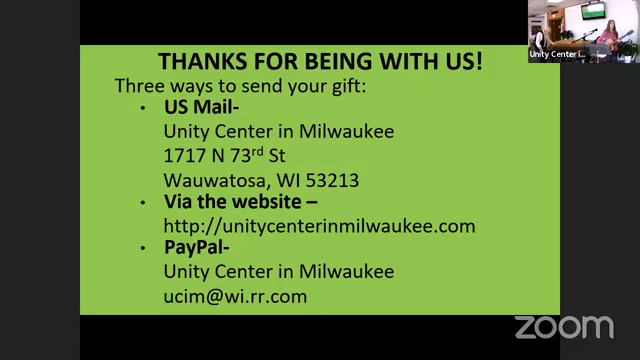 THANKS FOR BEING WITH US!
Three ways to send your gift:
• US Mail-
Unity Center in Milwaukee
1717 N 73rd St
Wauwatosa, WI 53213
• Via the website –
http://unitycenterinmilwaukee.com
• PayPal-
Unity Center in Milwaukee
ucim@wi.rr.com
Unity Center i...
zoom